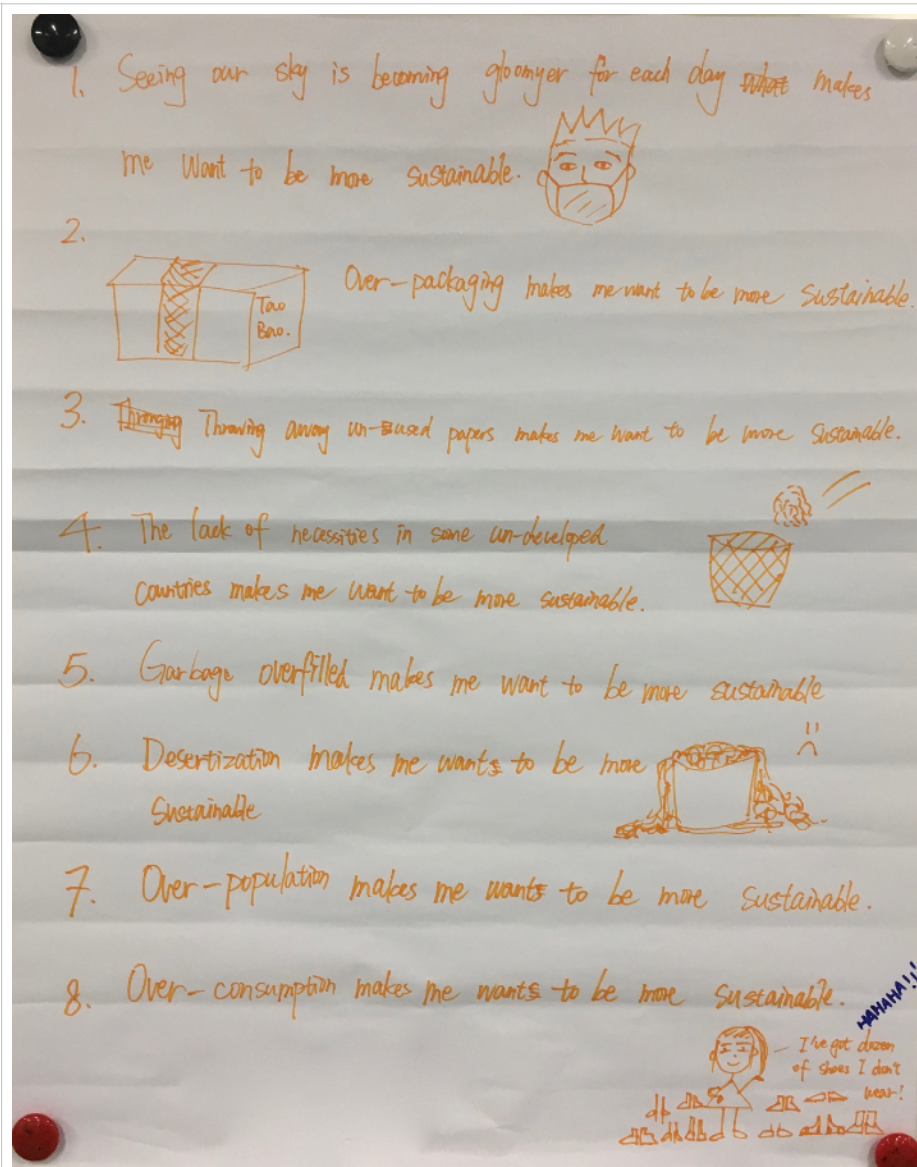 1. Seeing our sky is becoming gloomyer for each day makes
me want to be more sustainable.
2.
Tao
Bao.
Over-packaging makes me want to be more sustainable.
3. Throwing away un-used papers makes me want to be more sustainable.
4. The lack of necessities in some un-developed
countries makes me want to be more sustainable.
5. Garbage overfilled makes me want to be more sustainable
6. Desertization makes me want to be more
sustainable
7. Over-population makes me want to be more sustainable.
8. Over-consumption makes me want to be more sustainable.
HAHAHA!!
I've got dozen
of shoes I don't
wear!